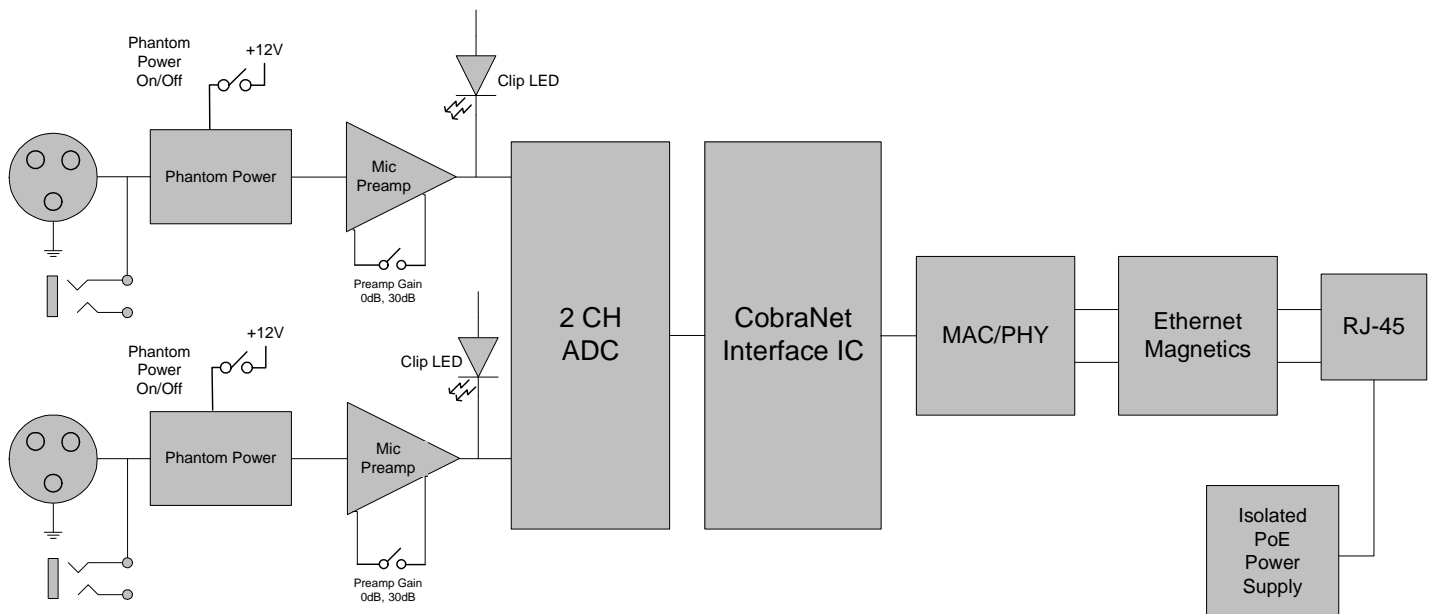 Phantom
Power
On/Off
+12V
Clip LED
Phantom Power
Mic
Preamp
Preamp Gain
0dB, 30dB
Phantom
Power
On/Off
+12V
Clip LED
Phantom Power
Mic
Preamp
Preamp Gain
0dB, 30dB
2 CH
ADC
CobraNet
Interface IC
MAC/PHY
Ethernet
Magnetics
RJ-45
Isolated
PoE
Power
Supply